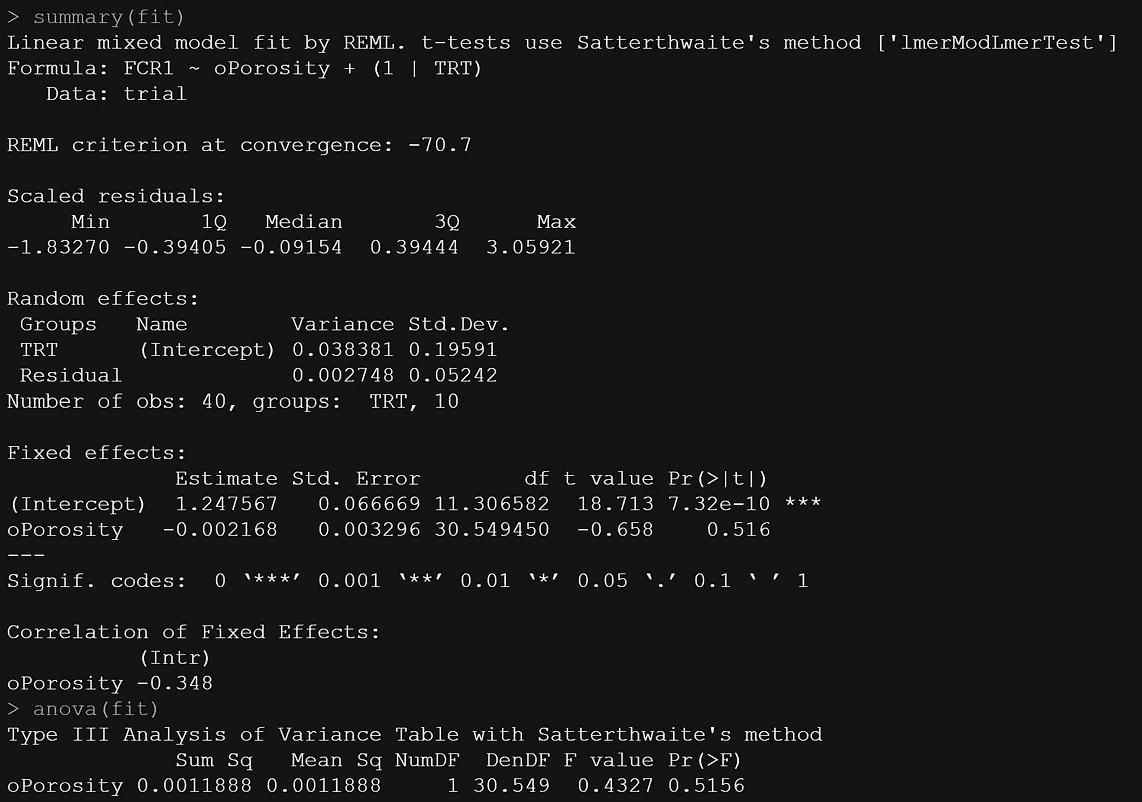 > summary(fit)
Linear mixed model fit by REML. t-tests use Satterthwaite's method ['lmerModLmerTest']
Formula: FCR1 ~ oPorosity + (1 | TRT)
   Data: trial

REML criterion at convergence: -70.7

Scaled residuals:
     Min       1Q   Median       3Q      Max
-1.83270 -0.39405 -0.09154  0.39444  3.05921

Random effects:
 Groups   Name        Variance Std.Dev.
 TRT      (Intercept) 0.038381 0.19591
 Residual             0.002748 0.05242
Number of obs: 40, groups:  TRT, 10

Fixed effects:
             Estimate Std. Error        df t value Pr(>|t|)
(Intercept)  1.247567   0.066669 11.306582  18.713 7.32e-10 ***
oPorosity   -0.002168   0.003296 30.549450  -0.658    0.516
---
Signif. codes:  0 ‘***’ 0.001 ‘**’ 0.01 ‘*’ 0.05 ‘.’ 0.1 ‘ ’ 1

Correlation of Fixed Effects:
          (Intr)
oPorosity -0.348
> anova(fit)
Type III Analysis of Variance Table with Satterthwaite's method
             Sum Sq   Mean Sq NumDF  DenDF F value Pr(>F)
oPorosity 0.0011888 0.0011888     1 30.549  0.4327 0.5156